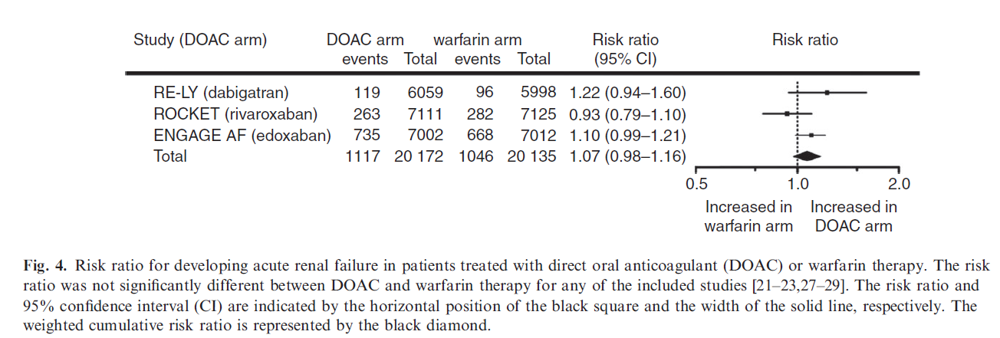 Study (DOAC arm) DOAC arm warfarin arm Risk ratio Risk ratio
events Total events Total (95% CI)
RE-LY (dabigatran) 119 6059 96 5998 1.22 (0.94–1.60)
ROCKET (rivaroxaban) 263 7111 282 7125 0.93 (0.79–1.10)
ENGAGE AF (edoxaban) 735 7002 668 7012 1.10 (0.99–1.21)
Total 1117 20 172 1046 20 135 1.07 (0.98–1.16)
0.5 1.0 2.0
Increased in Increased in
warfarin arm DOAC arm
Fig. 4. Risk ratio for developing acute renal failure in patients treated with direct oral anticoagulant (DOAC) or warfarin therapy. The risk
ratio was not significantly different between DOAC and warfarin therapy for any of the included studies [21–23,27–29]. The risk ratio and
95% confidence interval (CI) are indicated by the horizontal position of the black square and the width of the solid line, respectively. The
weighted cumulative risk ratio is represented by the black diamond.